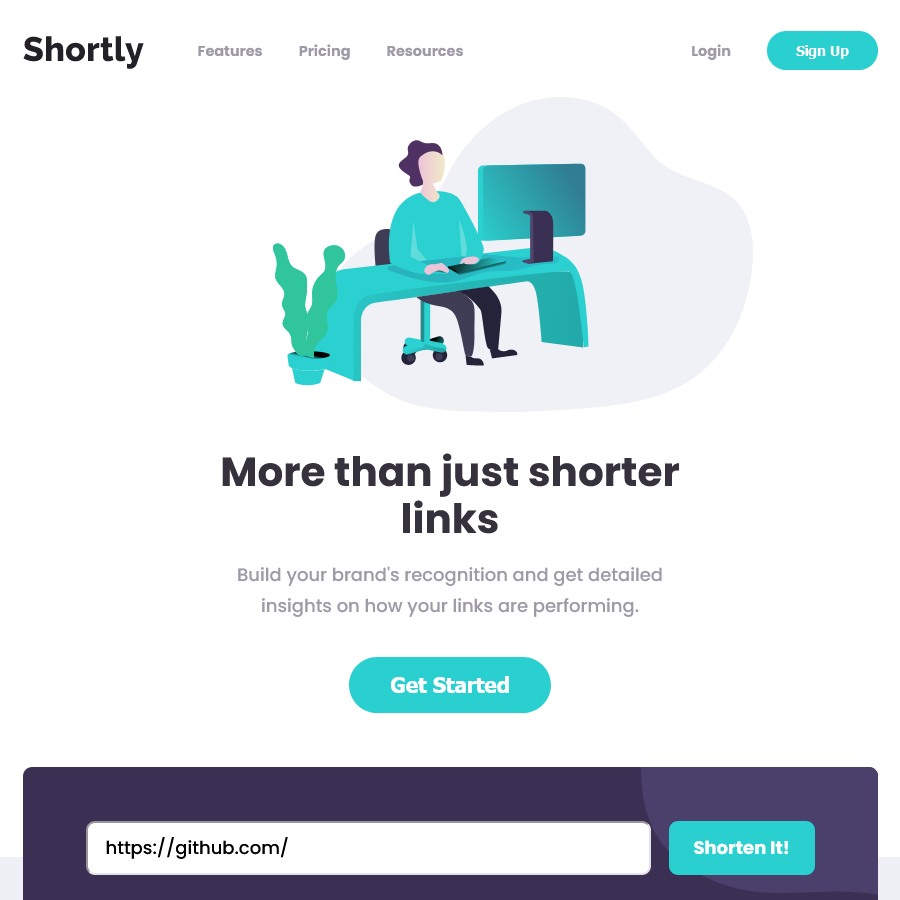 Shortly Features Pricing Resources Login Sign Up
More than just shorter
links
Build your brand's recognition and get detailed
insights on how your links are performing.
Get Started
https://github.com/ Shorten It!